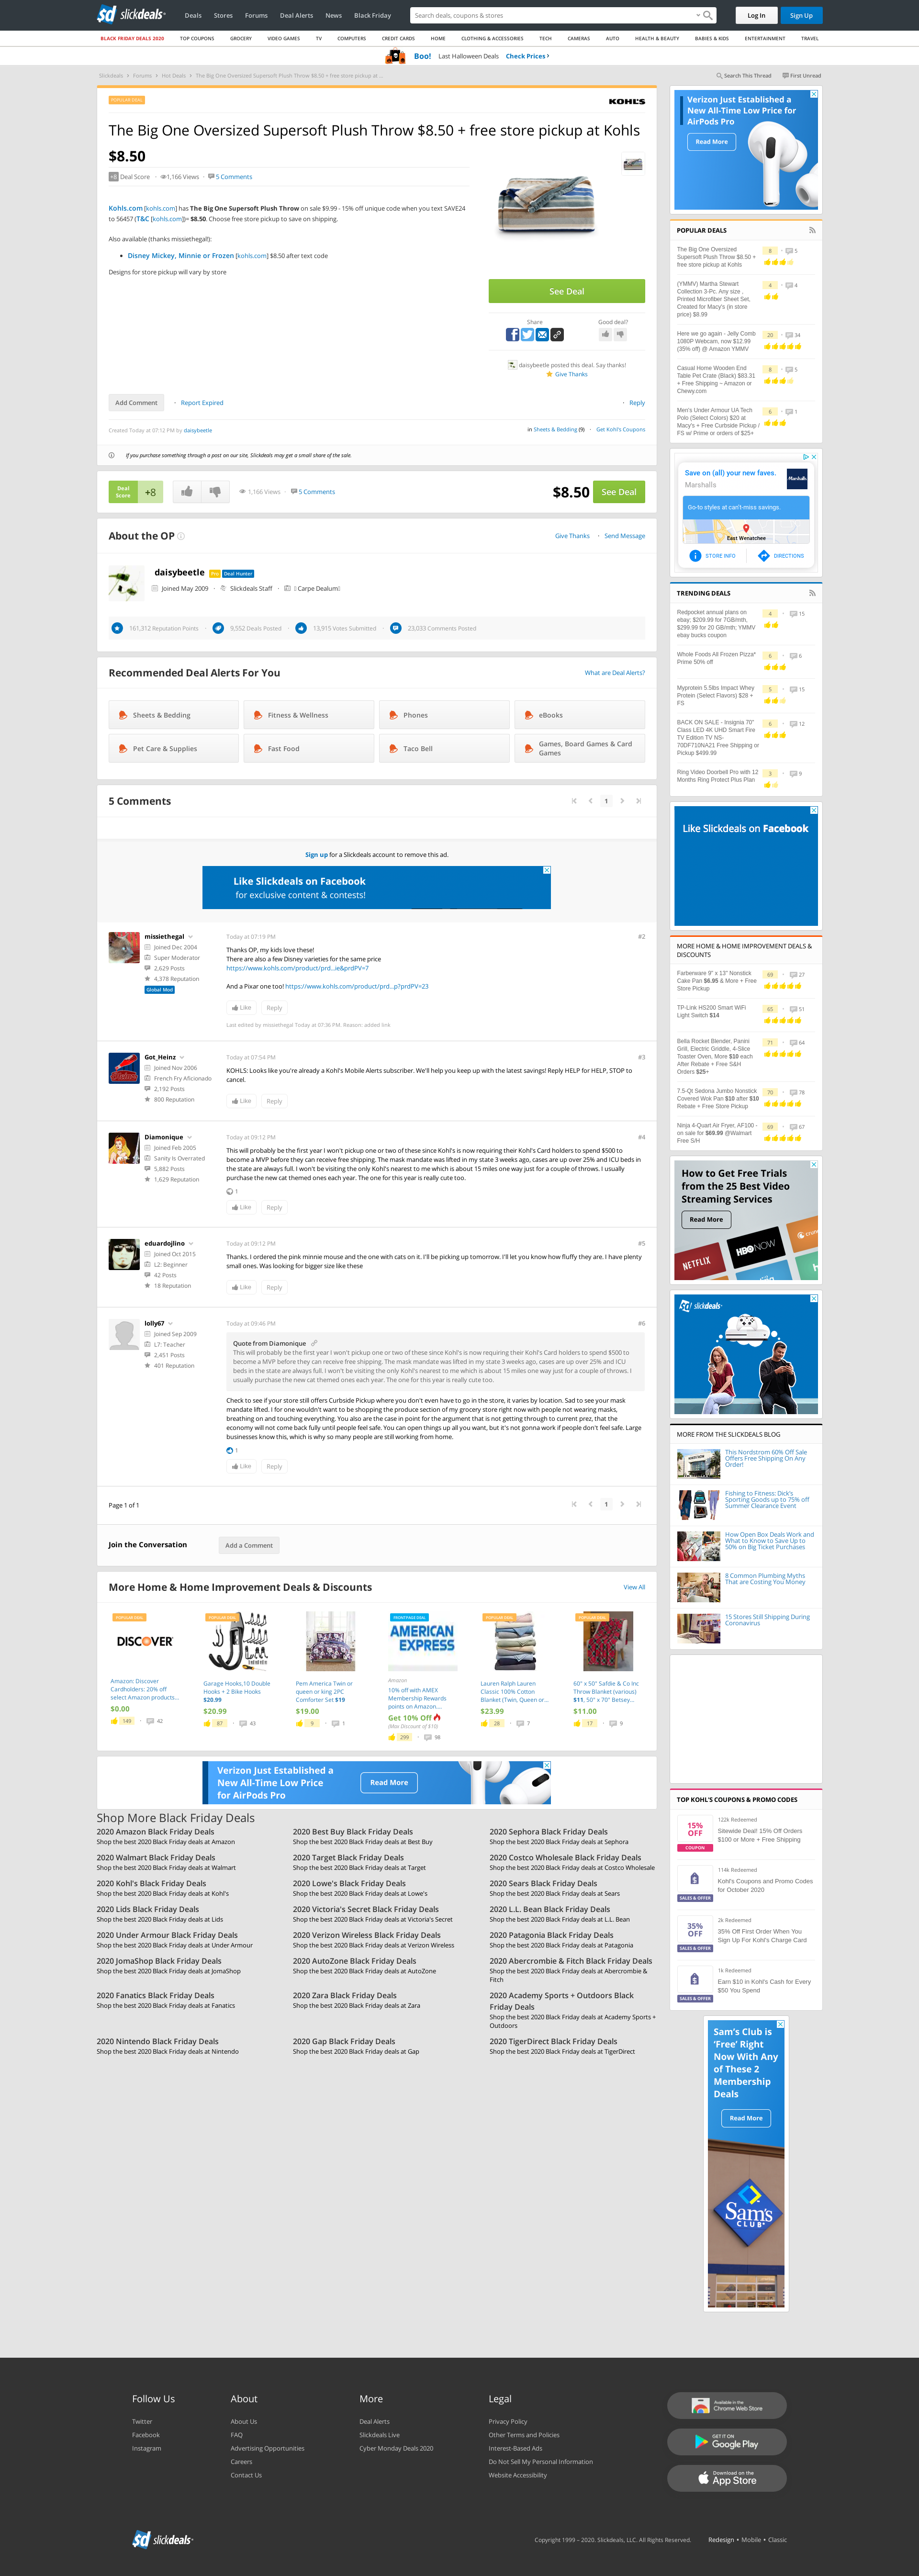 slickdeals
Deals
Stores
Forums
Deal Alerts
News
Black Friday
Search deals, coupons & stores
Log In
Sign Up
BLACK FRIDAY DEALS 2020
TOP COUPONS
GROCERY
VIDEO GAMES
TV
COMPUTERS
CREDIT CARDS
HOME
CLOTHING & ACCESSORIES
TECH
CAMERAS
AUTO
HEALTH & BEAUTY
BABIES & KIDS
ENTERTAINMENT
TRAVEL
Boo! Last Halloween Deals Check Prices ›
Slickdeals › Forums › Hot Deals › The Big One Oversized Supersoft Plush Throw $8.50 + free store pickup at ...
Search This Thread
First Unread
POPULAR DEAL
KOHL'S
The Big One Oversized Supersoft Plush Throw $8.50 + free store pickup at Kohls
$8.50
+8 Deal Score • 1,166 Views • 5 Comments
Kohls.com [kohls.com] has The Big One Supersoft Plush Throw on sale $9.99 - 15% off unique code when you text SAVE24
to 56457 (T&C [kohls.com])= $8.50. Choose free store pickup to save on shipping.
Also available (thanks missiethegal!):
• Disney Mickey, Minnie or Frozen [kohls.com] $8.50 after text code
Designs for store pickup will vary by store
See Deal
Share
Good deal?
daisybeetle posted this deal. Say thanks!
Give Thanks
Add Comment
• Report Expired
• Reply
Created Today at 07:12 PM by daisybeetle
in Sheets & Bedding (9) • Get Kohl's Coupons
If you purchase something through a post on our site, Slickdeals may get a small share of the sale.
Deal
Score
+8
1,166 Views
5 Comments
$8.50
See Deal
About the OP
Give Thanks • Send Message
daisybeetle Pro Deal Hunter
Joined May 2009 • Slickdeals Staff • Carpe Dealum
161,312 Reputation Points
9,552 Deals Posted
13,915 Votes Submitted
23,033 Comments Posted
Recommended Deal Alerts For You
What are Deal Alerts?
Sheets & Bedding
Fitness & Wellness
Phones
eBooks
Pet Care & Supplies
Fast Food
Taco Bell
Games, Board Games & Card
Games
5 Comments
1
Sign up for a Slickdeals account to remove this ad.
Like Slickdeals on Facebook
for exclusive content & contests!
missiethegal
Joined Dec 2004
Super Moderator
2,629 Posts
4,378 Reputation
Global Mod
Today at 07:19 PM
#2
Thanks OP, my kids love these!
There are also a few Disney varieties for the same price
https://www.kohls.com/product/prd...ie&prdPV=7
And a Pixar one too! https://www.kohls.com/product/prd...p?prdPV=23
Like
Reply
Last edited by missiethegal Today at 07:36 PM. Reason: added link
Got_Heinz
Joined Nov 2006
French Fry Aficionado
2,192 Posts
800 Reputation
Today at 07:54 PM
#3
KOHLS: Looks like you're already a Kohl's Mobile Alerts subscriber. We'll help you keep up with the latest savings! Reply HELP for HELP, STOP to
cancel.
Like
Reply
Diamonique
Joined Feb 2005
Sanity Is Overrated
5,882 Posts
1,629 Reputation
Today at 09:12 PM
#4
This will probably be the first year I won't pickup one or two of these since Kohl's is now requiring their Kohl's Card holders to spend $500 to
become a MVP before they can receive free shipping. The mask mandate was lifted in my state 3 weeks ago, cases are up over 25% and ICU beds in
the state are always full. I won't be visiting the only Kohl's nearest to me which is about 15 miles one way just for a couple of throws. I usually
purchase the new cat themed ones each year. The one for this year is really cute too.
1
Like
Reply
eduardojlino
Joined Oct 2015
L2: Beginner
42 Posts
18 Reputation
Today at 09:12 PM
#5
Thanks. I ordered the pink minnie mouse and the one with cats on it. I'll be picking up tomorrow. I'll let you know how fluffy they are. I have plenty
small ones. Was looking for bigger size like these
Like
Reply
lolly67
Joined Sep 2009
L7: Teacher
2,451 Posts
401 Reputation
Today at 09:46 PM
#6
Quote from Diamonique
This will probably be the first year I won't pickup one or two of these since Kohl's is now requiring their Kohl's Card holders to spend $500 to
become a MVP before they can receive free shipping. The mask mandate was lifted in my state 3 weeks ago, cases are up over 25% and ICU
beds in the state are always full. I won't be visiting the only Kohl's nearest to me which is about 15 miles one way just for a couple of throws. I
usually purchase the new cat themed ones each year. The one for this year is really cute too.
Check to see if your store still offers Curbside Pickup where you don't even have to go in the store, it varies by location. Sad to see your mask
mandate lifted. I for one wouldn't want to be shopping the produce section of my grocery store right now with people not wearing masks,
breathing on and touching everything. You also are the case in point for the argument that is not getting through to current prez, that the
economy will not come back fully until people feel safe. You can open things up all you want, but it's not gonna work if people don't feel safe. Large
businesses know this, which is why so many people are still working from home.
1
Like
Reply
Page 1 of 1
1
Join the Conversation
Add a Comment
More Home & Home Improvement Deals & Discounts
View All
POPULAR DEAL
DISCOVER
Amazon: Discover
Cardholders: 20% off
select Amazon products...
$0.00
149 • 42
POPULAR DEAL
Garage Hooks,10 Double
Hooks + 2 Bike Hooks
$20.99
$20.99
87 • 43
Pem America Twin or
queen or king 2PC
Comforter Set $19
$19.00
9 • 1
FRONTPAGE DEAL
AMERICAN
EXPRESS
Amazon
10% off with AMEX
Membership Rewards
points on Amazon....
Get 10% Off
(Max Discount of $10)
299 • 98
POPULAR DEAL
Lauren Ralph Lauren
Classic 100% Cotton
Blanket (Twin, Queen or...
$23.99
28 • 7
POPULAR DEAL
60" x 50" Safdie & Co Inc
Throw Blanket (various)
$11, 50" x 70" Betsey...
$11.00
17 • 9
Verizon Just Established a
New All-Time Low Price
for AirPods Pro
Read More
Shop More Black Friday Deals
2020 Amazon Black Friday Deals
Shop the best 2020 Black Friday deals at Amazon
2020 Best Buy Black Friday Deals
Shop the best 2020 Black Friday deals at Best Buy
2020 Sephora Black Friday Deals
Shop the best 2020 Black Friday deals at Sephora
2020 Walmart Black Friday Deals
Shop the best 2020 Black Friday deals at Walmart
2020 Target Black Friday Deals
Shop the best 2020 Black Friday deals at Target
2020 Costco Wholesale Black Friday Deals
Shop the best 2020 Black Friday deals at Costco Wholesale
2020 Kohl's Black Friday Deals
Shop the best 2020 Black Friday deals at Kohl's
2020 Lowe's Black Friday Deals
Shop the best 2020 Black Friday deals at Lowe's
2020 Sears Black Friday Deals
Shop the best 2020 Black Friday deals at Sears
2020 Lids Black Friday Deals
Shop the best 2020 Black Friday deals at Lids
2020 Victoria's Secret Black Friday Deals
Shop the best 2020 Black Friday deals at Victoria's Secret
2020 L.L. Bean Black Friday Deals
Shop the best 2020 Black Friday deals at L.L. Bean
2020 Under Armour Black Friday Deals
Shop the best 2020 Black Friday deals at Under Armour
2020 Verizon Wireless Black Friday Deals
Shop the best 2020 Black Friday deals at Verizon Wireless
2020 Patagonia Black Friday Deals
Shop the best 2020 Black Friday deals at Patagonia
2020 JomaShop Black Friday Deals
Shop the best 2020 Black Friday deals at JomaShop
2020 AutoZone Black Friday Deals
Shop the best 2020 Black Friday deals at AutoZone
2020 Abercrombie & Fitch Black Friday Deals
Shop the best 2020 Black Friday deals at Abercrombie &
Fitch
2020 Fanatics Black Friday Deals
Shop the best 2020 Black Friday deals at Fanatics
2020 Zara Black Friday Deals
Shop the best 2020 Black Friday deals at Zara
2020 Academy Sports + Outdoors Black
Friday Deals
Shop the best 2020 Black Friday deals at Academy Sports +
Outdoors
2020 Nintendo Black Friday Deals
Shop the best 2020 Black Friday deals at Nintendo
2020 Gap Black Friday Deals
Shop the best 2020 Black Friday deals at Gap
2020 TigerDirect Black Friday Deals
Shop the best 2020 Black Friday deals at TigerDirect
Verizon Just Established a
New All-Time Low Price for
AirPods Pro
Read More
POPULAR DEALS
The Big One Oversized
Supersoft Plush Throw $8.50 +
free store pickup at Kohls
8 • 5
(YMMV) Martha Stewart
Collection 3-Pc. Any size ,
Printed Microfiber Sheet Set,
Created for Macy's (in store
price) $8.99
4 • 4
Here we go again - Jelly Comb
1080P Webcam, now $12.99
(35% off) @ Amazon YMMV
20 • 34
Casual Home Wooden End
Table Pet Crate (Black) $83.31
+ Free Shipping ~ Amazon or
Chewy.com
8 • 5
Men's Under Armour UA Tech
Polo (Select Colors) $20 at
Macy's + Free Curbside Pickup /
FS w/ Prime or orders of $25+
6 • 1
Save on (all) your new faves.
Marshalls
Go-to styles at can't-miss savings.
East Wenatchee
STORE INFO
DIRECTIONS
TRENDING DEALS
Redpocket annual plans on
ebay; $209.99 for 7GB/mth,
$299.99 for 20 GB/mth; YMMV
ebay bucks coupon
4 • 15
Whole Foods All Frozen Pizza*
Prime 50% off
6 • 6
Myprotein 5.5lbs Impact Whey
Protein (Select Flavors) $28 +
FS
5 • 15
BACK ON SALE - Insignia 70"
Class LED 4K UHD Smart Fire
TV Edition TV NS-
70DF710NA21 Free Shipping or
Pickup $499.99
6 • 12
Ring Video Doorbell Pro with 12
Months Ring Protect Plus Plan
3 • 9
Like Slickdeals on Facebook
MORE HOME & HOME IMPROVEMENT DEALS &
DISCOUNTS
Farberware 9" x 13" Nonstick
Cake Pan $6.95 & More + Free
Store Pickup
69 • 27
TP-Link HS200 Smart WiFi
Light Switch $14
65 • 51
Bella Rocket Blender, Panini
Grill, Electric Griddle, 4-Slice
Toaster Oven, More $10 each
After Rebate + Free S&H
Orders $25+
71 • 64
7.5-Qt Sedona Jumbo Nonstick
Covered Wok Pan $10 after $10
Rebate + Free Store Pickup
70 • 78
Ninja 4-Quart Air Fryer, AF100 -
on sale for $69.99 @Walmart
Free S/H
69 • 67
How to Get Free Trials
from the 25 Best Video
Streaming Services
Read More
NETFLIX
HBO NOW
slickdeals
MORE FROM THE SLICKDEALS BLOG
This Nordstrom 60% Off Sale
Offers Free Shipping On Any
Order!
Fishing to Fitness: Dick's
Sporting Goods up to 75% off
Summer Clearance Event
How Open Box Deals Work and
What to Know to Save Up to
50% on Big Ticket Purchases
8 Common Plumbing Myths
That are Costing You Money
15 Stores Still Shipping During
Coronavirus
TOP KOHL'S COUPONS & PROMO CODES
15%
OFF
COUPON
122k Redeemed
Sitewide Deal! 15% Off Orders
$100 or More + Free Shipping
SALES & OFFER
114k Redeemed
Kohl's Coupons and Promo Codes
for October 2020
35%
OFF
SALES & OFFER
2k Redeemed
35% Off First Order When You
Sign Up For Kohl's Charge Card
SALES & OFFER
1k Redeemed
Earn $10 in Kohl's Cash for Every
$50 You Spend
Sam's Club is
'Free' Right
Now With Any
of These 2
Membership
Deals
Read More
Sam's
CLUB
Follow Us
Twitter
Facebook
Instagram
About
About Us
FAQ
Advertising Opportunities
Careers
Contact Us
More
Deal Alerts
Slickdeals Live
Cyber Monday Deals 2020
Legal
Privacy Policy
Other Terms and Policies
Interest-Based Ads
Do Not Sell My Personal Information
Website Accessibility
Available in the
Chrome Web Store
GET IT ON
Google Play
Download on the
App Store
slickdeals
Copyright 1999 – 2020. Slickdeals, LLC. All Rights Reserved.
Redesign • Mobile • Classic